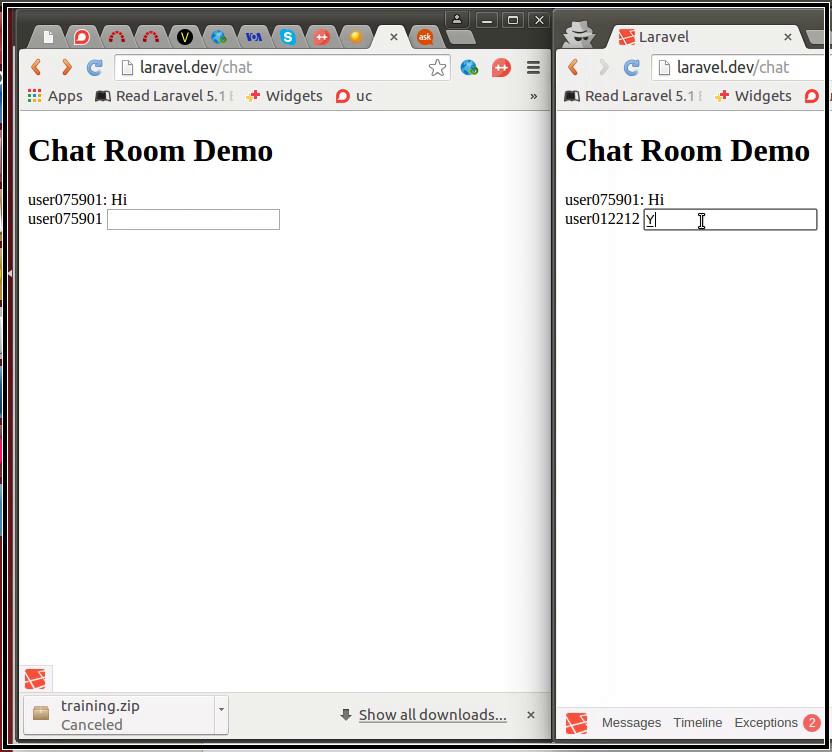 V
VOA
S
++
ask
laravel.dev/chat
++
Apps
Read Laravel 5.1
Widgets
uc
»
Chat Room Demo
user075901: Hi
user075901
training.zip
Canceled
Show all downloads...
Laravel
laravel.dev/chat
Read Laravel 5.1
Widgets
Chat Room Demo
user075901: Hi
user012212 Y
Messages Timeline Exceptions 2